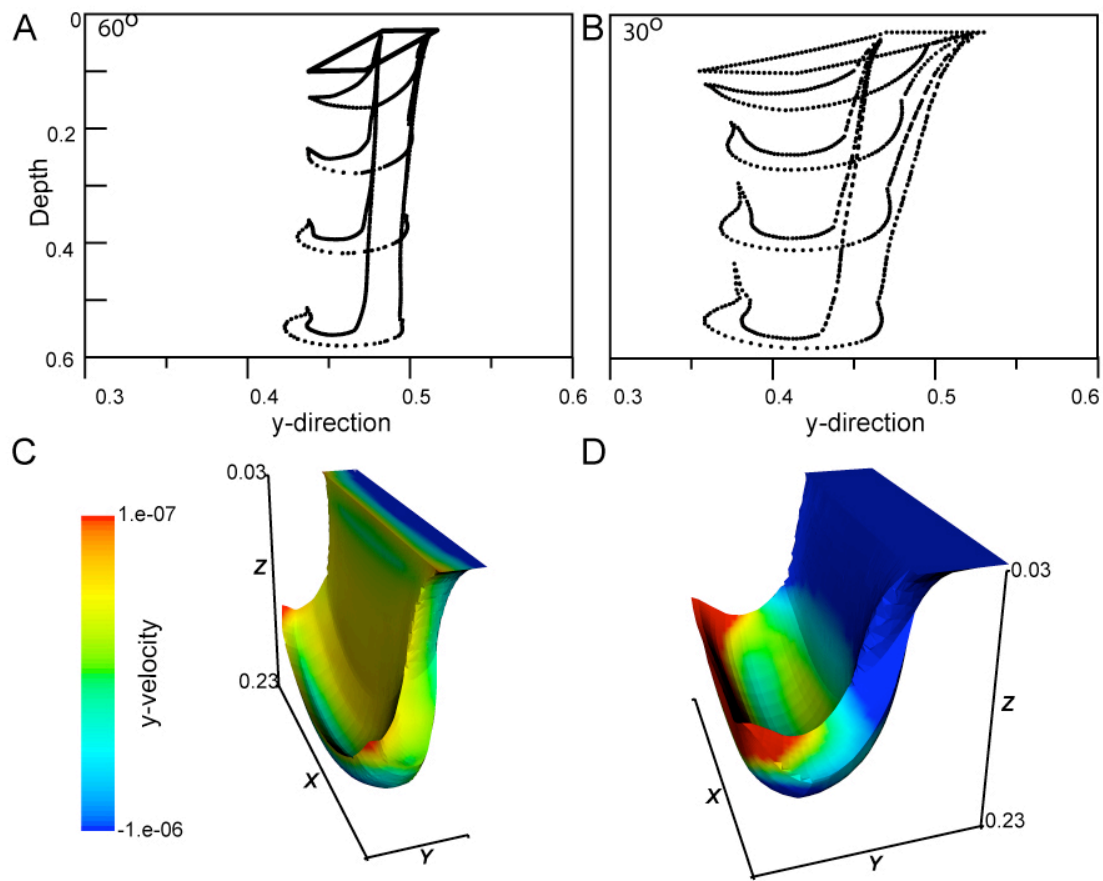 A
60°
0
0.2
0.4
0.6
Depth
0.3
0.4
0.5
0.6
y-direction
B
30°
0.3
0.4
0.5
0.6
y-direction
C
1.e-07
-1.e-06
y-velocity
0.03
Z
0.23
X
Y
D
0.03
Z
0.23
X
Y